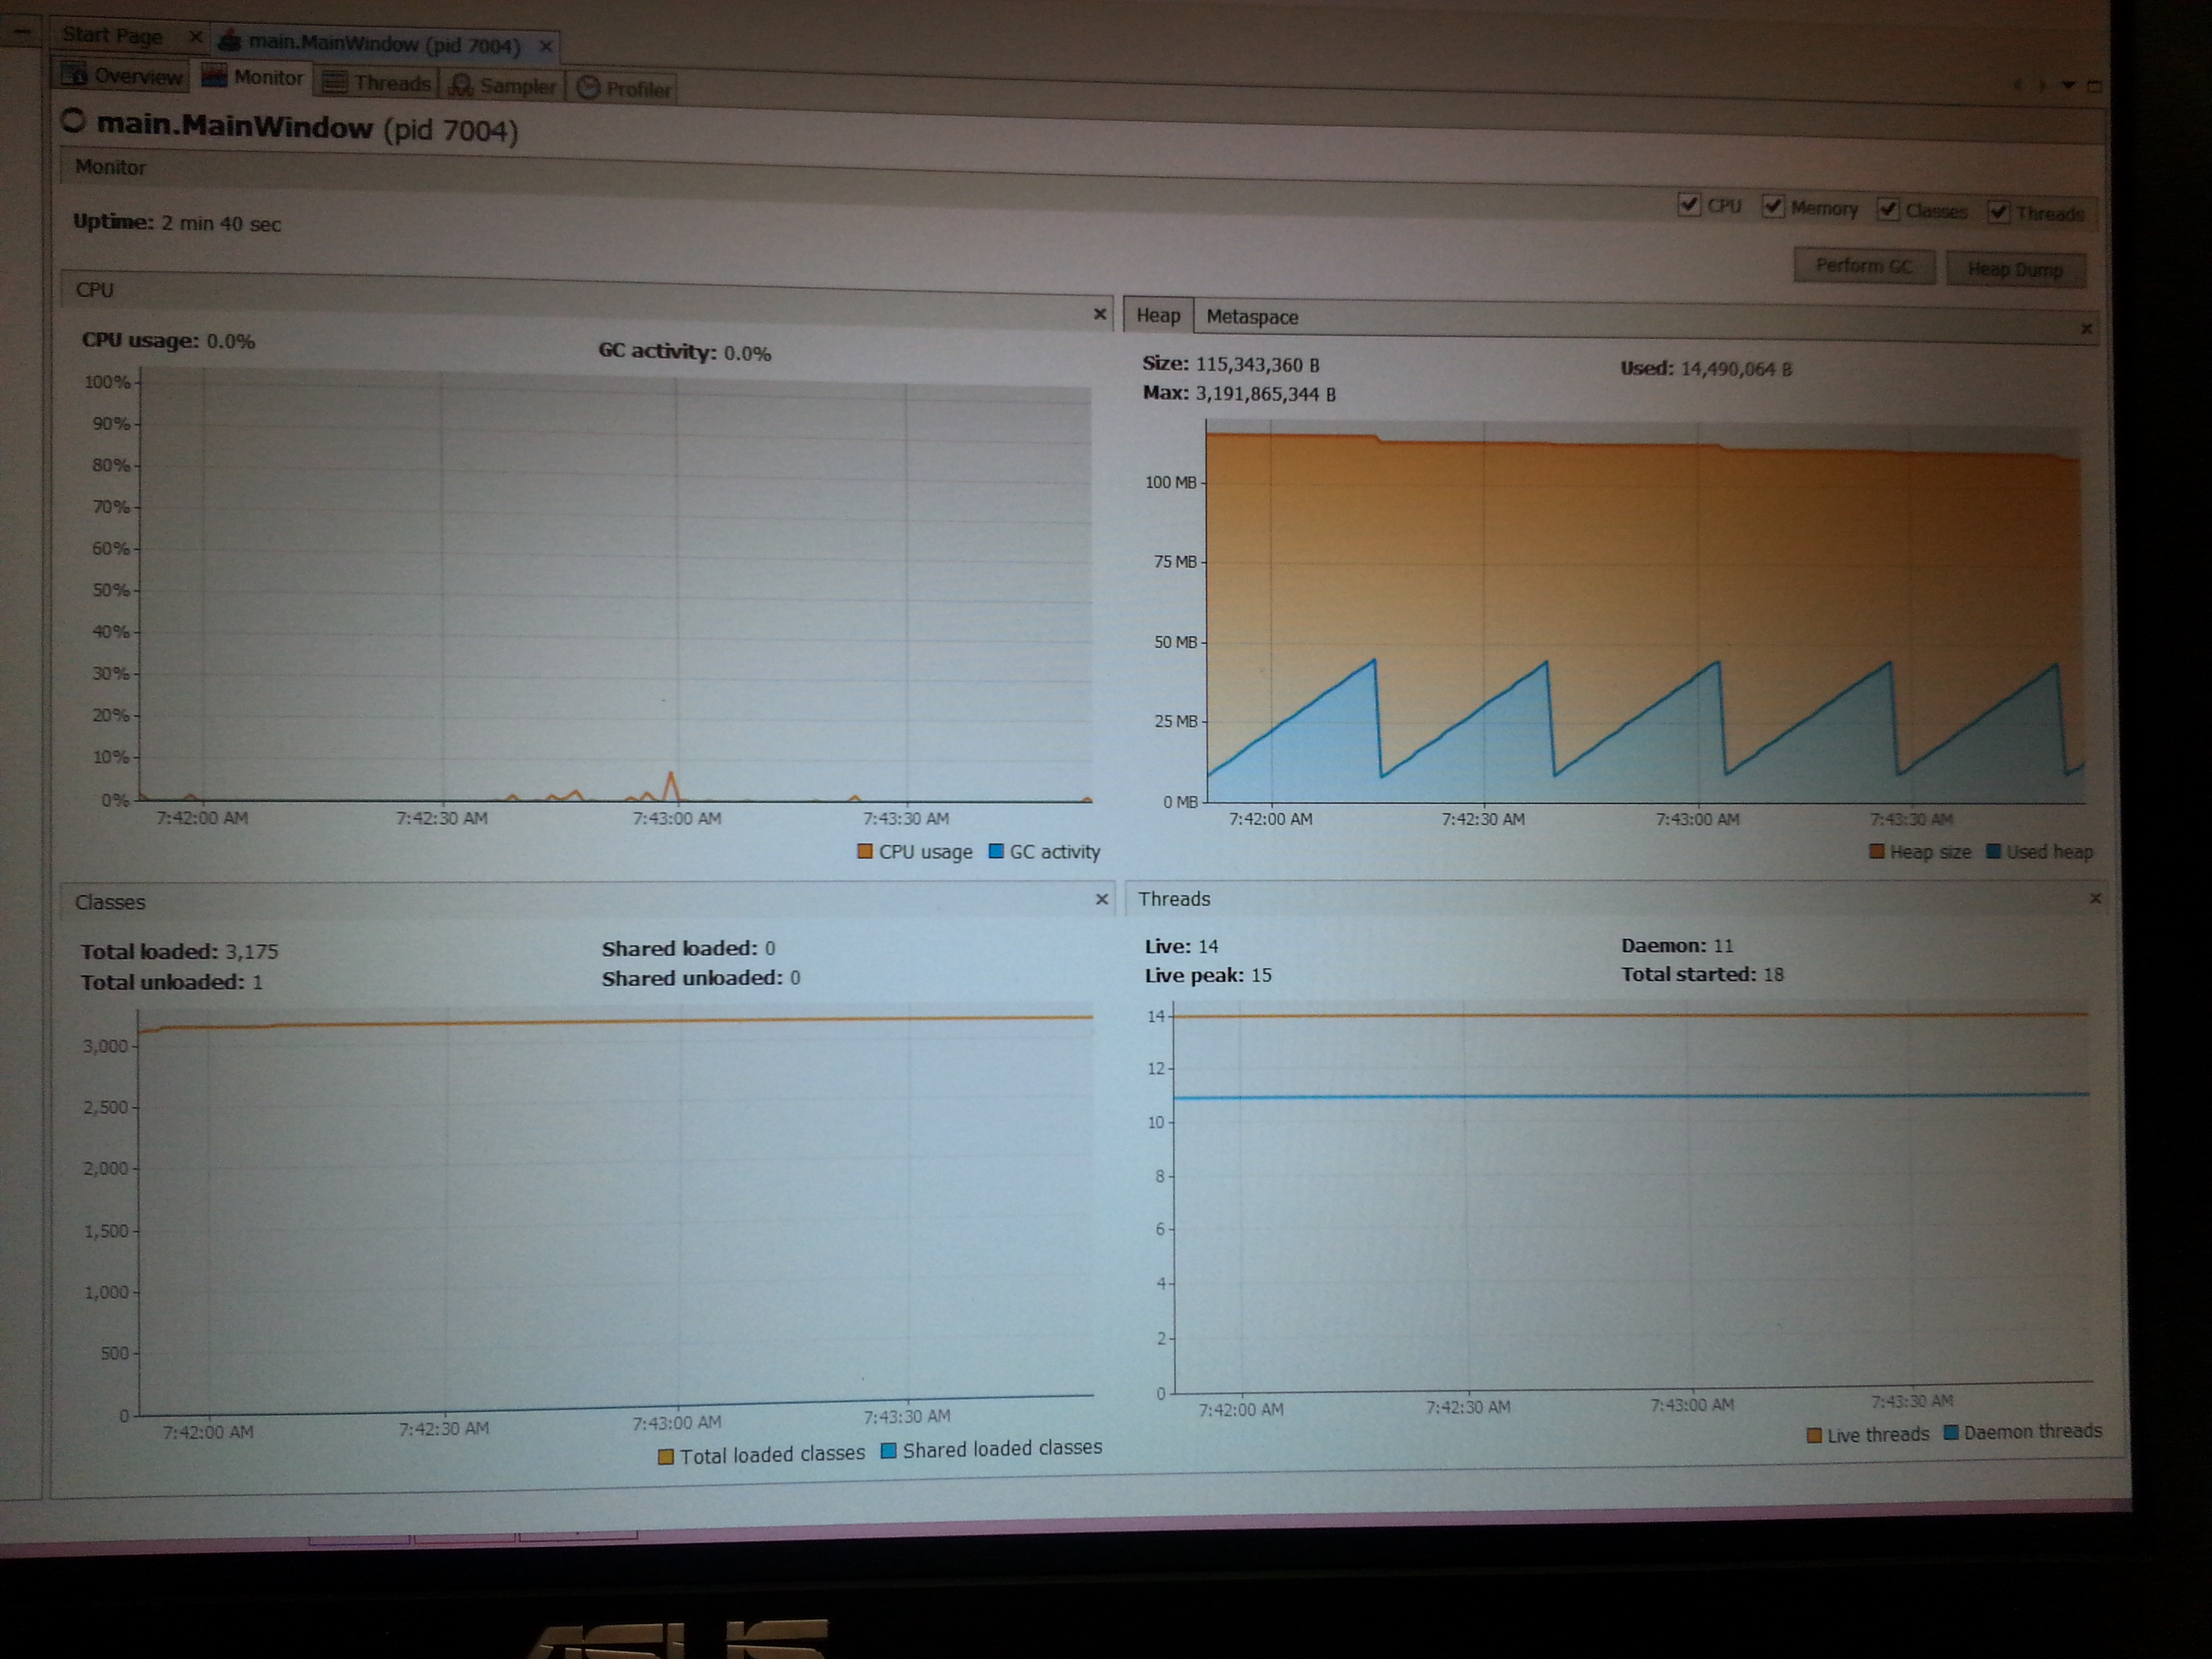 Start Page
main.MainWindow (pid 7004)
Overview Monitor Threads Sampler Profiler
main.MainWindow (pid 7004)
Monitor
CPU Memory Classes Threads
Uptime: 2 min 40 sec
Perform GC Heap Dump
CPU
CPU usage: 0.0% GC activity: 0.0%
100%
90%
80%
70%
60%
50%
40%
30%
20%
10%
0%
7:42:00 AM 7:42:30 AM 7:43:00 AM 7:43:30 AM
CPU usage GC activity
Heap Metaspace
Size: 115,343,360 B Used: 14,490,064 B
Max: 3,191,865,344 B
100 MB
75 MB
50 MB
25 MB
0 MB
7:42:00 AM 7:42:30 AM 7:43:00 AM 7:43:30 AM
Heap size Used heap
Classes
Total loaded: 3,175 Shared loaded: 0
Total unloaded: 1 Shared unloaded: 0
3,000
2,500
2,000
1,500
1,000
500
0
7:42:00 AM 7:42:30 AM 7:43:00 AM 7:43:30 AM
Total loaded classes Shared loaded classes
Threads
Live: 14 Daemon: 11
Live peak: 15 Total started: 18
14
12
10
8
6
4
2
0
7:42:00 AM 7:42:30 AM 7:43:00 AM 7:43:30 AM
Live threads Daemon threads
ASUS